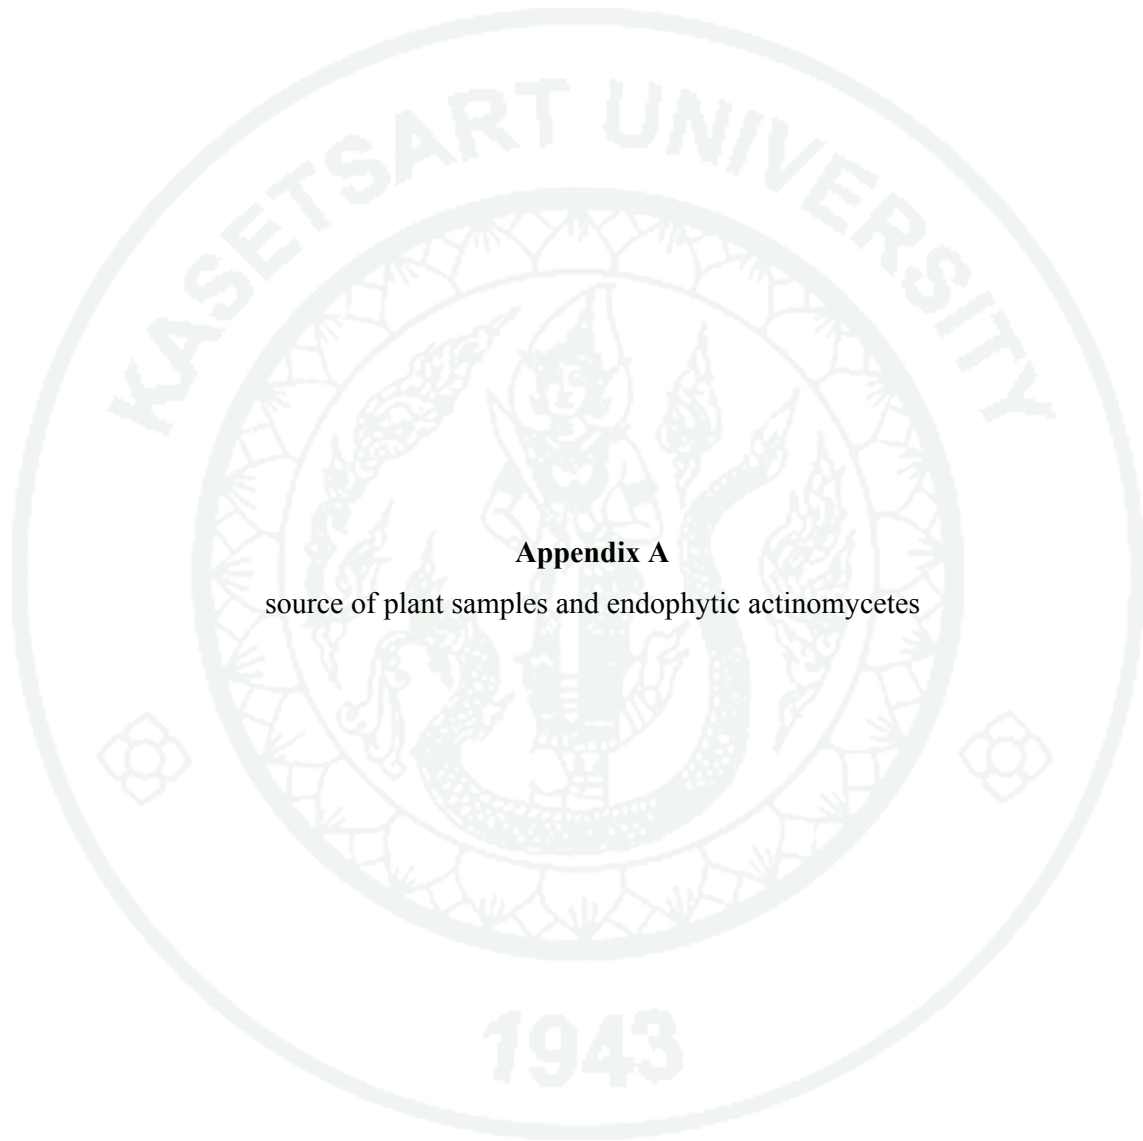 KASETSART UNIVERSITY
Appendix A
source of plant samples and endophytic actinomycetes
1943